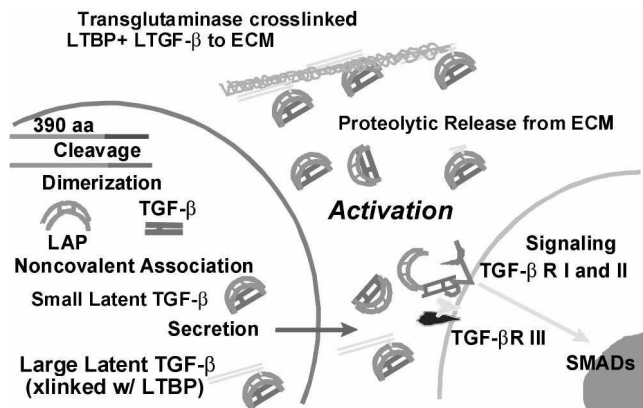 Transglutaminase crosslinked
LTBP+ LTGF-β to ECM
390 aa
Cleavage
Proteolytic Release from ECM
Dimerization
TGF-β
LAP
Activation
Noncovalent Association
Signaling
TGF-β R I and II
Small Latent TGF-β
Secretion
TGF-βR III
Large Latent TGF-β
(xlinked w/ LTBP)
SMADs